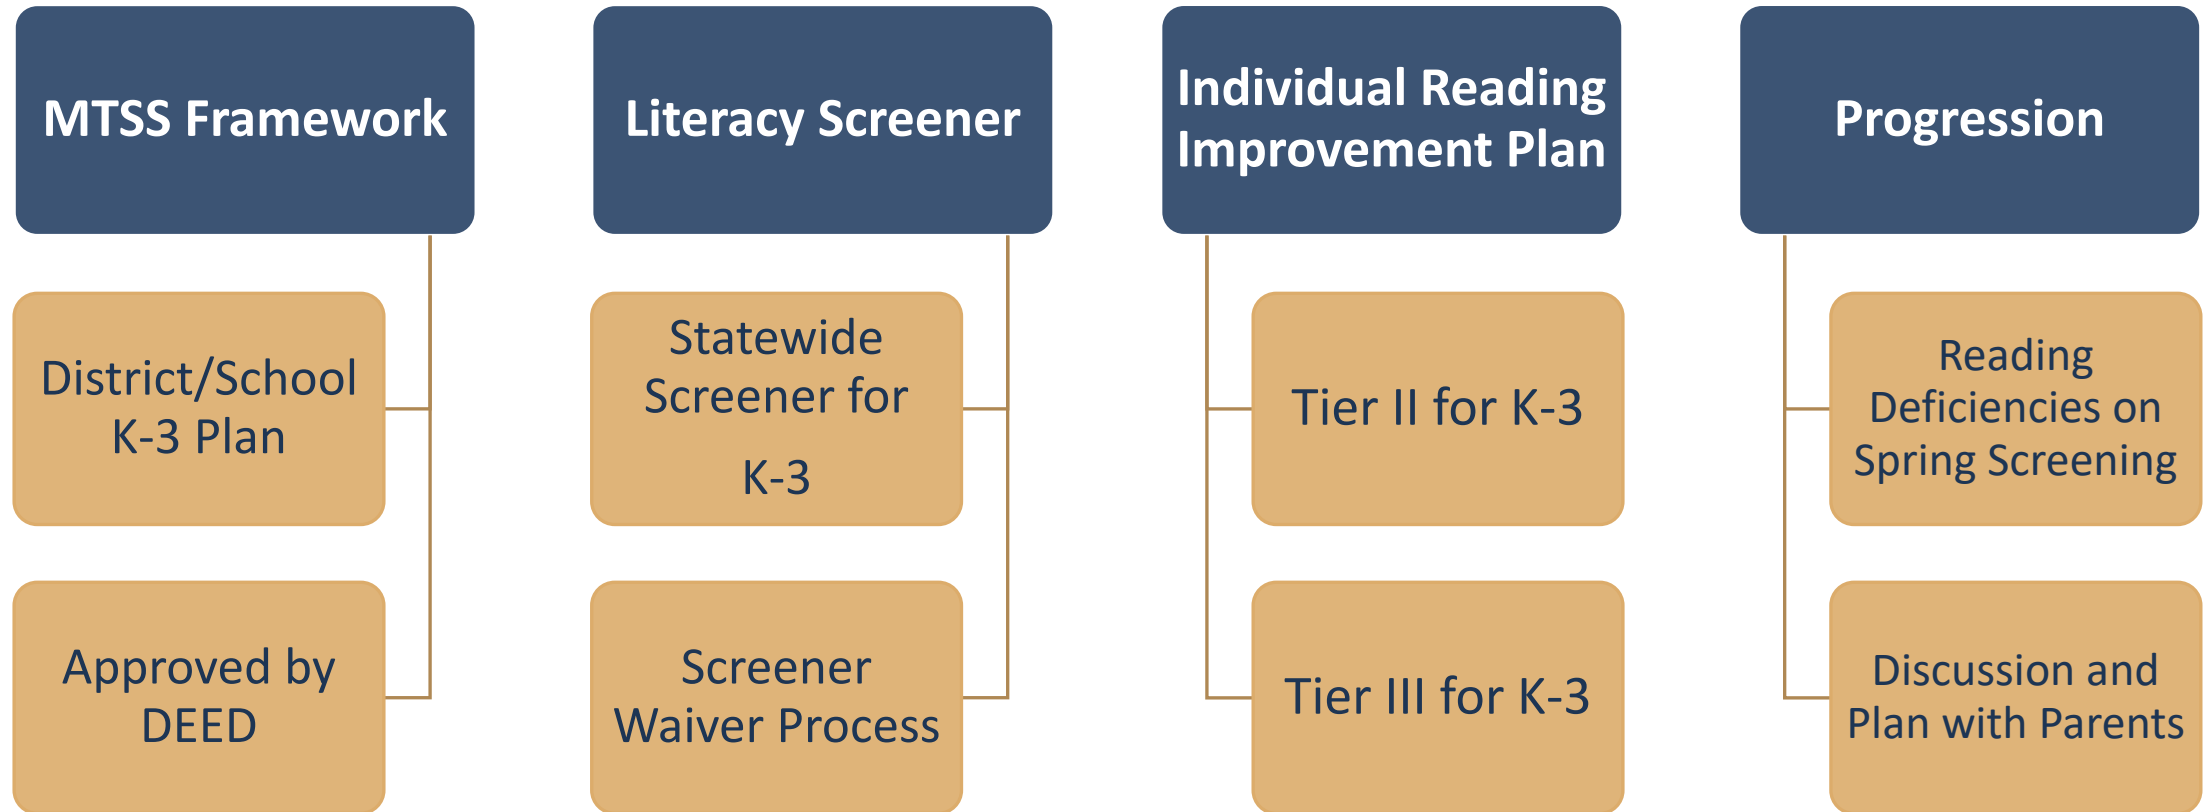 MTSS Framework
District/School
K-3 Plan
Approved by
DEED
Literacy Screener
Statewide
Screener for
K-3
Screener
Waiver Process
Individual Reading
Improvement Plan
Tier II for K-3
Tier III for K-3
Progression
Reading
Deficiencies on
Spring Screening
Discussion and
Plan with Parents